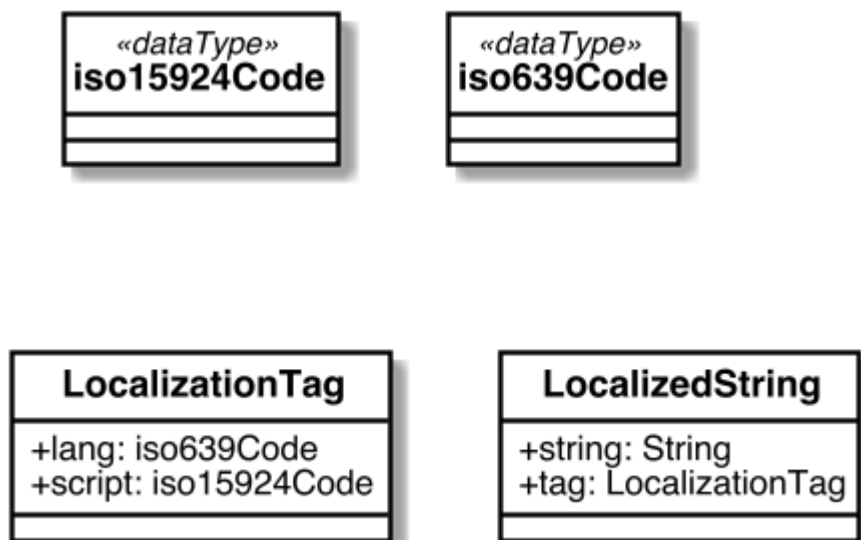 «dataType»
iso15924Code
«dataType»
iso639Code
LocalizationTag
+lang: iso639Code
+script: iso15924Code
LocalizedString
+string: String
+tag: LocalizationTag